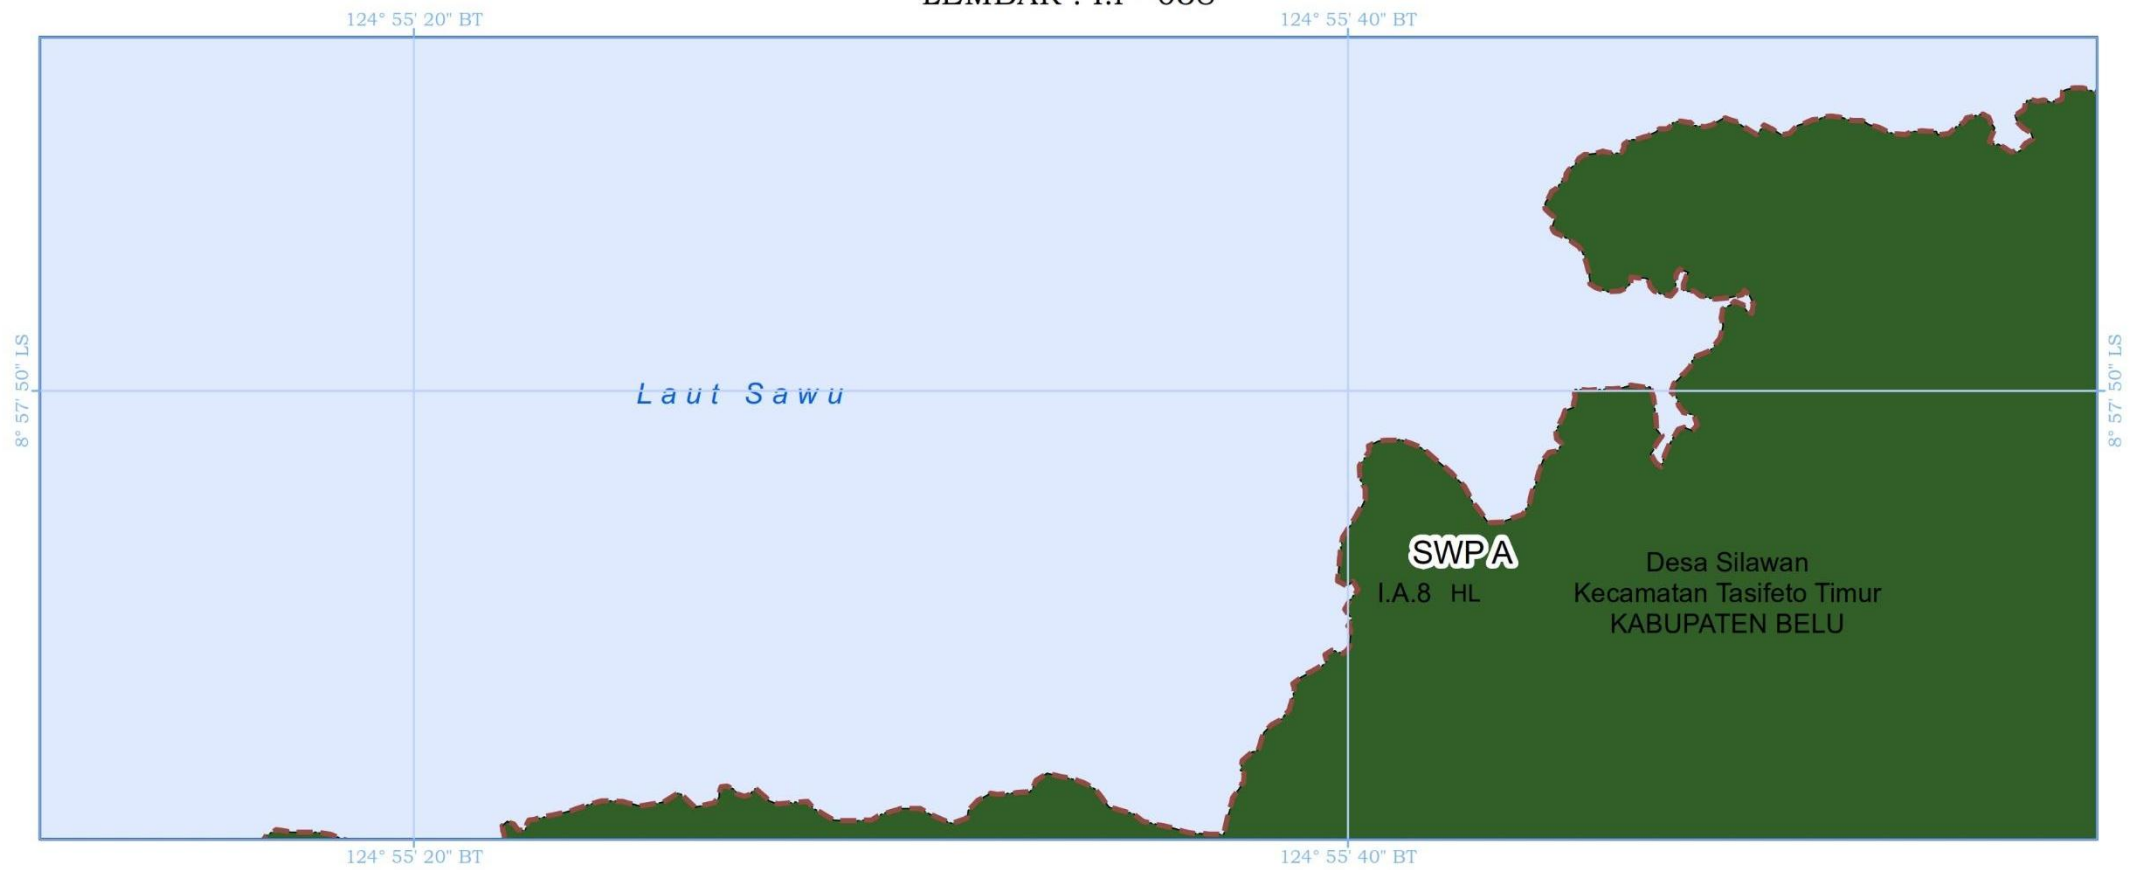 124° 55' 20" BT
124° 55' 40" BT
8° 57' 50" LS
8° 57' 50" LS
Laut Sawu
SWP A
I.A.8 HL
Desa Silawan
Kecamatan Tasifeto Timur
KABUPATEN BELU
124° 55' 20" BT
124° 55' 40" BT